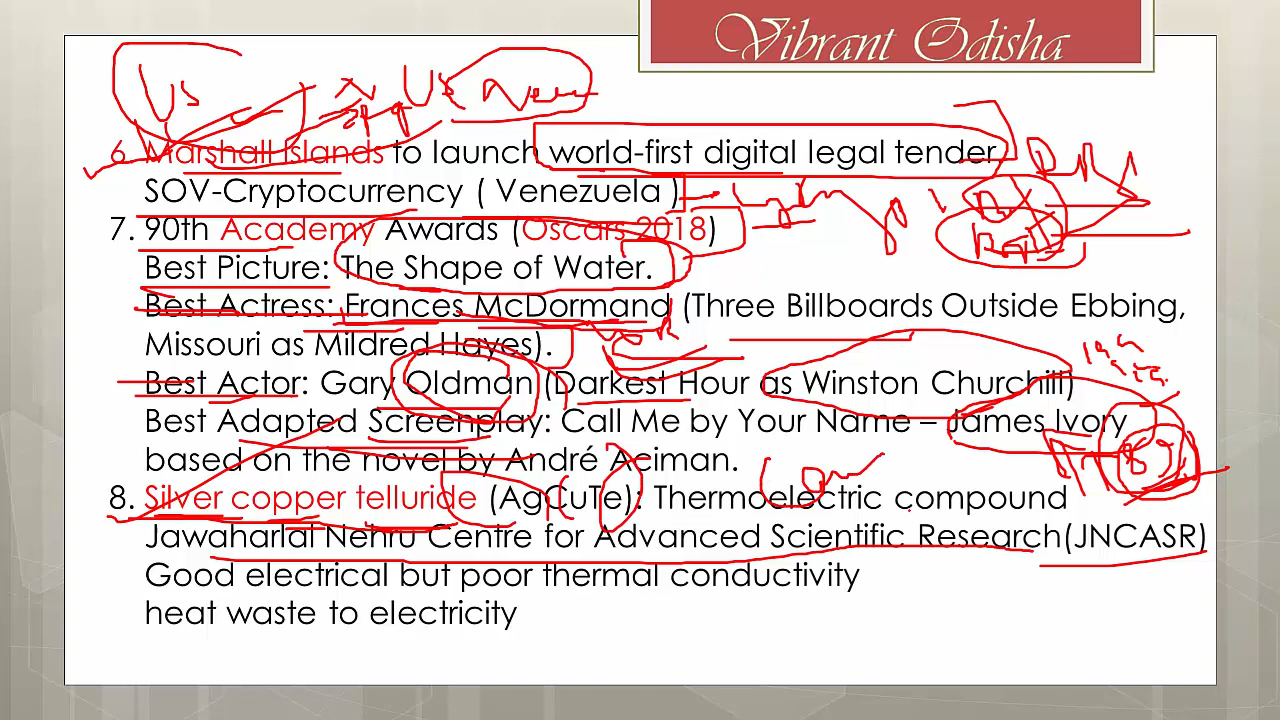 Vibrant Odisha
US US New
6. Marshall Islands to launch world-first digital legal tender
SOV-Cryptocurrency ( Venezuela )
7. 90th Academy Awards (Oscars 2018)
Best Picture: The Shape of Water.
Best Actress: Frances McDormand (Three Billboards Outside Ebbing,
Missouri as Mildred Hayes).
Best Actor: Gary Oldman (Darkest Hour as Winston Churchill)
Best Adapted Screenplay: Call Me by Your Name – James Ivory
based on the novel by André Aciman.
8. Silver copper telluride (AgCuTe): Thermoelectric compound
Jawaharlal Nehru Centre for Advanced Scientific Research(JNCASR)
Good electrical but poor thermal conductivity
heat waste to electricity